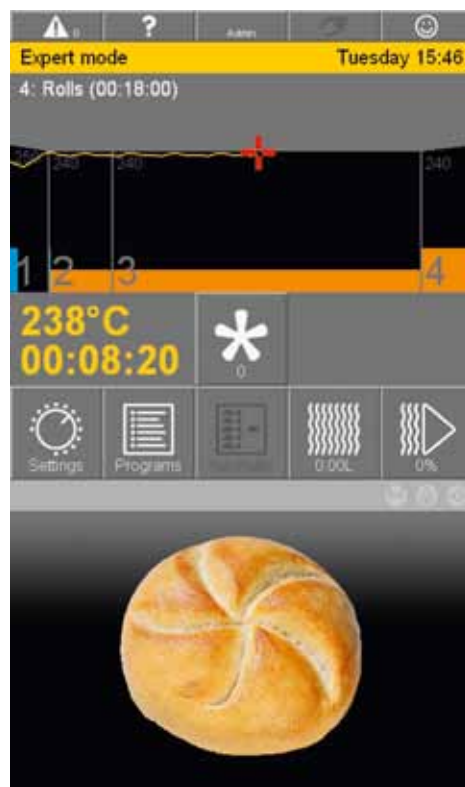 0 ? Admin
Expert mode Tuesday 15:46
4: Rolls (00:18:00)
240 240 240
1 2 3 4
238°C
00:08:20
0
Settings Programs 0.00L 0%